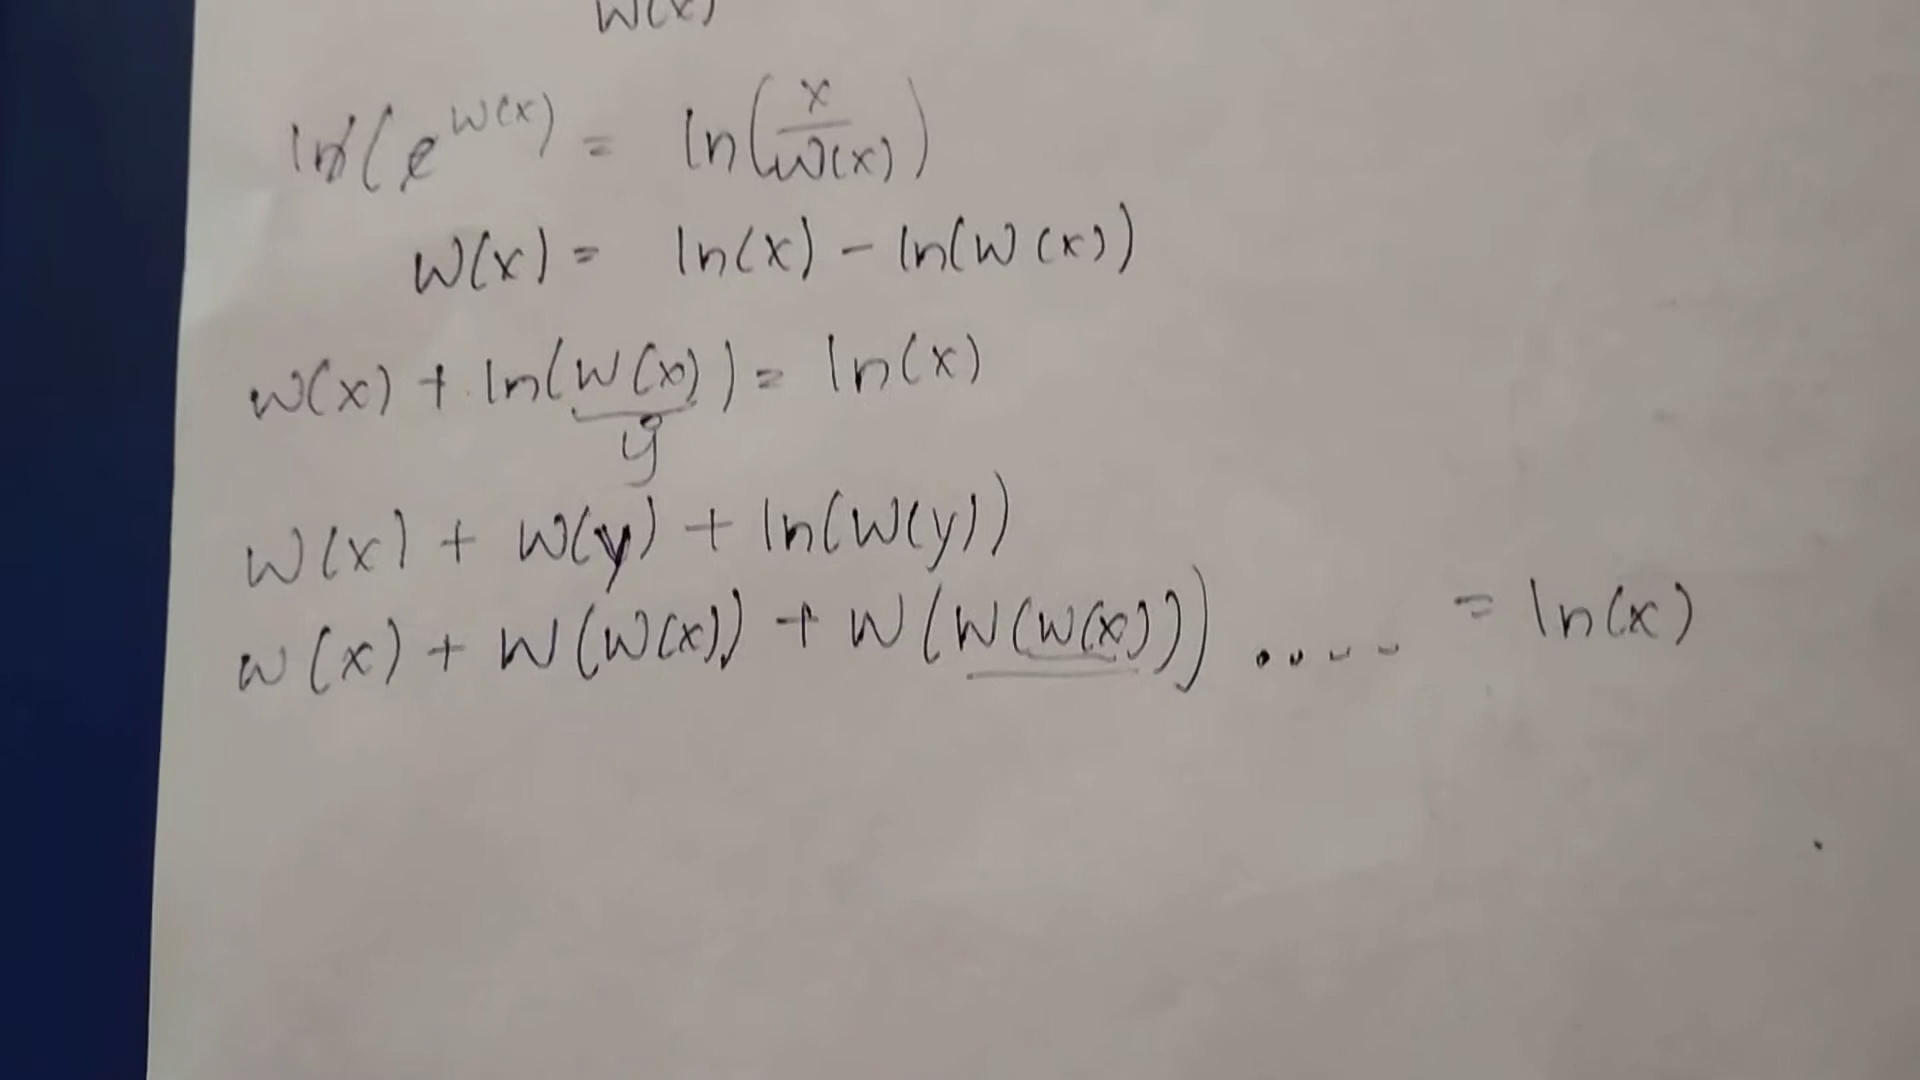 W(x)
ln(e^W(x) = ln(x/W(x))
W(x) = ln(x) - ln(W(x))
W(x) + ln(W(x)) = ln(x)
y
W(x) + W(y) + ln(W(y))
W(x) + W(W(x)) + W(W(W(x))) ..... = ln(x)